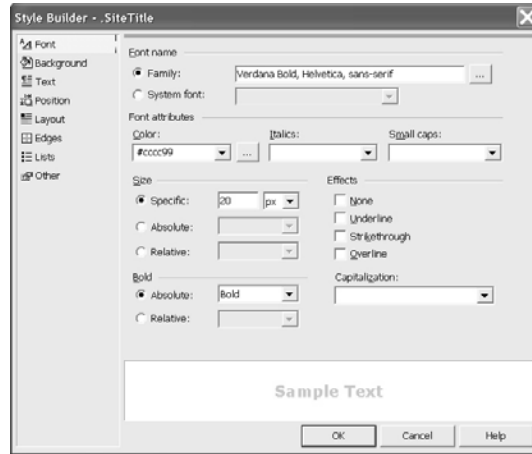 Style Builder - .SiteTitle
Font
Background
Text
Position
Layout
Edges
Lists
Other
Font name
Family: Verdana Bold, Helvetica, sans-serif ...
System font:
Font attributes
Color: Italics: Small caps:
#cccc99 ...
Size Effects
Specific: 20 px None
Underline
Absolute: Strikethrough
Relative: Overline
Bold Capitalization:
Absolute: Bold
Relative:
Sample Text
OK Cancel Help